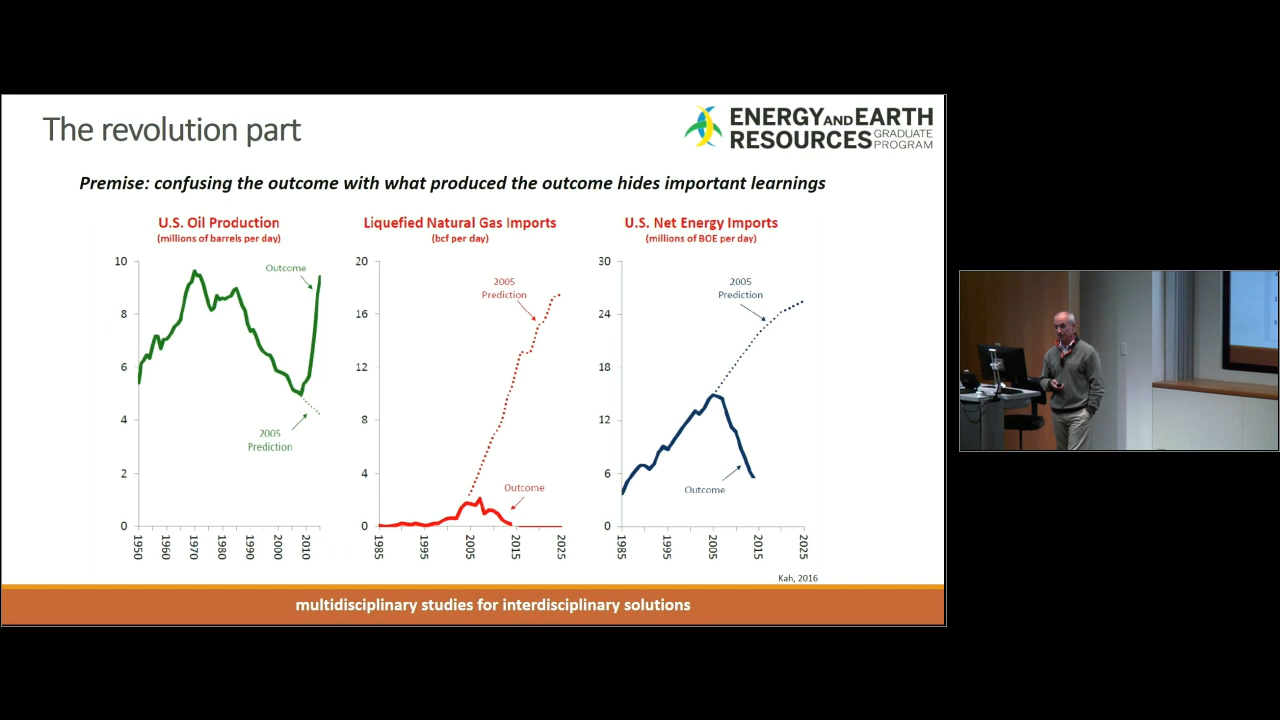 The revolution part
ENERGY AND EARTH
RESOURCES GRADUATE
PROGRAM
Premise: confusing the outcome with what produced the outcome hides important learnings
U.S. Oil Production
(millions of barrels per day)
10
8
6
4
2
0
Outcome
2005
Prediction
1950
1960
1970
1980
1990
2000
2010
Liquefied Natural Gas Imports
(bcf per day)
20
16
12
8
4
0
2005
Prediction
Outcome
1985
1995
2005
2015
2025
U.S. Net Energy Imports
(millions of BOE per day)
30
24
18
12
6
0
2005
Prediction
Outcome
1985
1995
2005
2015
2025
Kah, 2016
multidisciplinary studies for interdisciplinary solutions